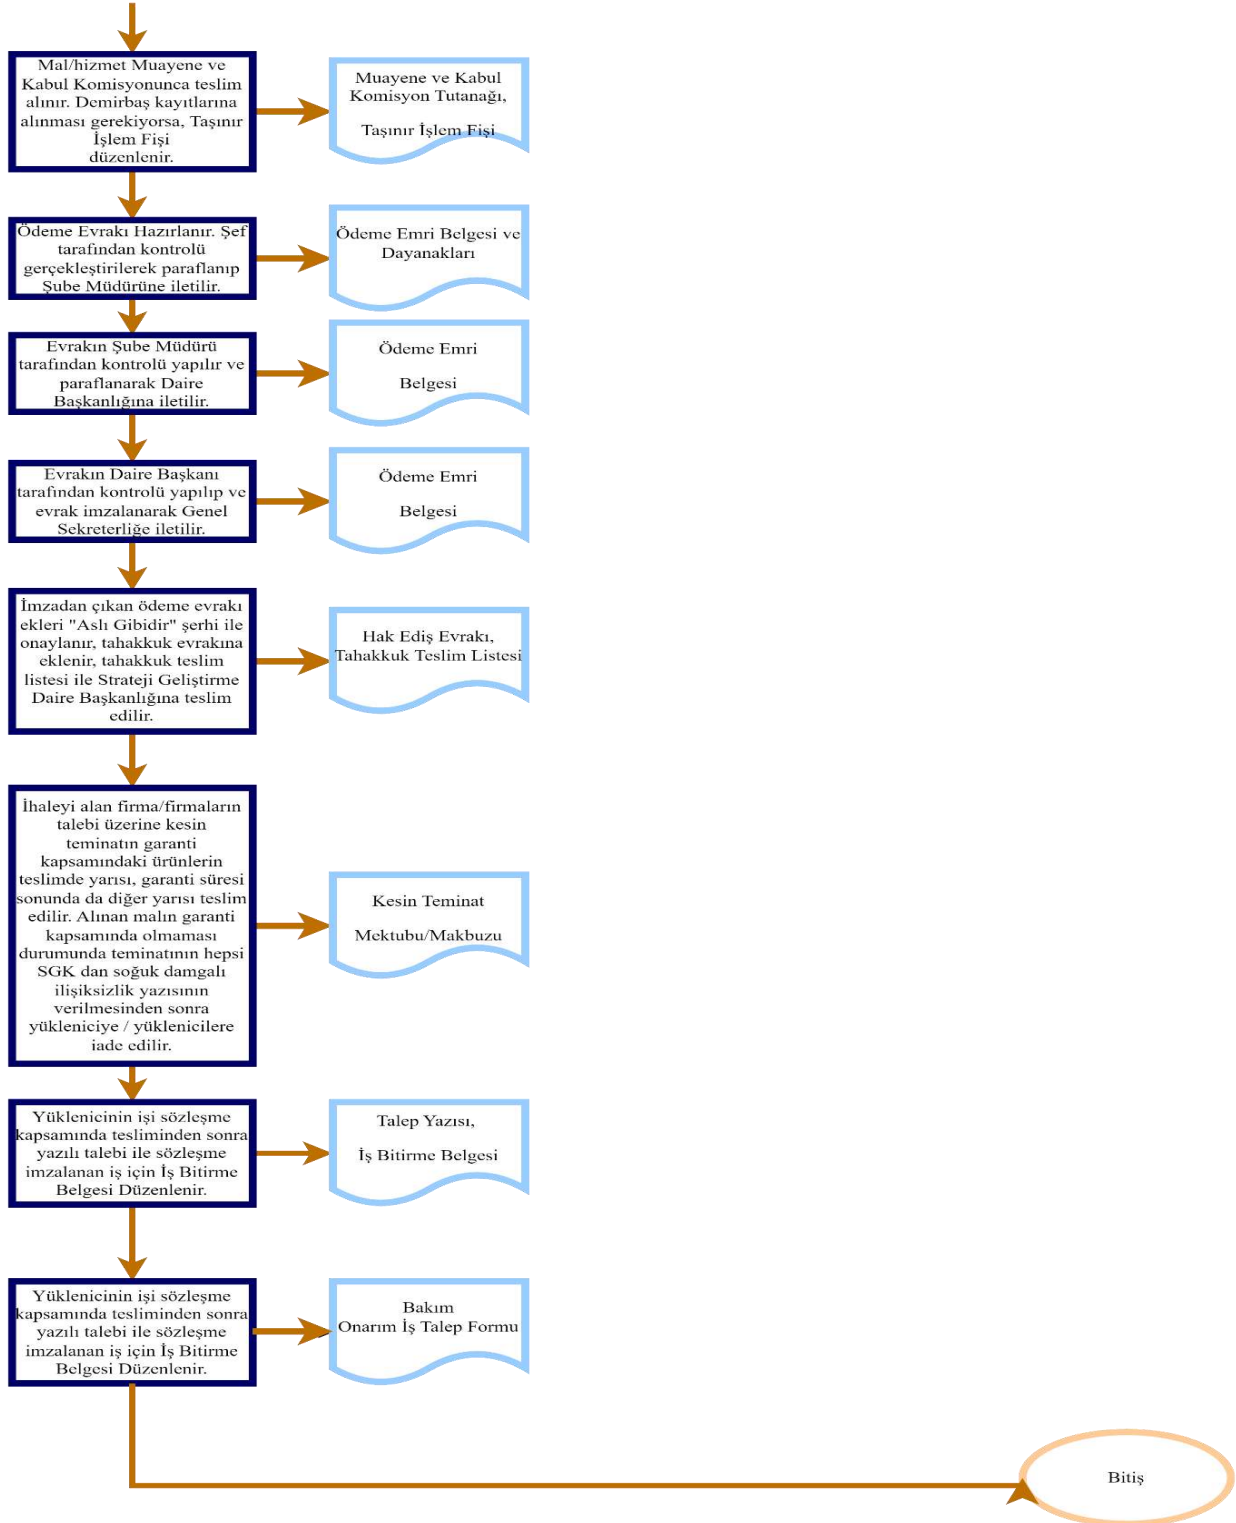 Mal/hizmet Muayene ve
Kabul Komisyonunca teslim
alınır. Demirbaş kayıtlarına
alınması gerekiyorsa, Taşınır
İşlem Fişi
düzenlenir.
Muayene ve Kabul
Komisyon Tutanağı,
Taşınır İşlem Fişi
Ödeme Evrakı Hazırlanır. Şef
tarafından kontrolü
gerçekleştirilerek paraflanıp
Şube Müdürüne iletilir.
Ödeme Emri Belgesi ve
Dayanakları
Evrakın Şube Müdürü
tarafından kontrolü yapılır ve
paraflanarak Daire
Başkanlığına iletilir.
Ödeme Emri
Belgesi
Evrakın Daire Başkanı
tarafından kontrolü yapılıp ve
evrak imzalanarak Genel
Sekreterliğe iletilir.
Ödeme Emri
Belgesi
İmzadan çıkan ödeme evrakı
ekleri "Aslı Gibidir" şerhi ile
onaylanır, tahakkuk evrakına
eklenir, tahakkuk teslim
listesi ile Strateji Geliştirme
Daire Başkanlığına teslim
edilir.
Hak Ediş Evrakı,
Tahakkuk Teslim Listesi
İhaleyi alan firma/firmaların
talebi üzerine kesin
teminatın garanti
kapsamındaki ürünlerin
teslimde yarısı, garanti süresi
sonunda da diğer yarısı teslim
edilir. Alınan malın garanti
kapsamında olmaması
durumunda teminatının hepsi
SGK dan soğuk damgalı
ilişiksizlik yazısının
verilmesinden sonra
yükleniciye / yüklenicilere
iade edilir.
Kesin Teminat
Mektubu/Makbuzu
Yüklenicinin işi sözleşme
kapsamında tesliminden sonra
yazılı talebi ile sözleşme
imzalanan iş için İş Bitirme
Belgesi Düzenlenir.
Talep Yazısı,
İş Bitirme Belgesi
Yüklenicinin işi sözleşme
kapsamında tesliminden sonra
yazılı talebi ile sözleşme
imzalanan iş için İş Bitirme
Belgesi Düzenlenir.
Bakım
Onarım İş Talep Formu
Bitiş